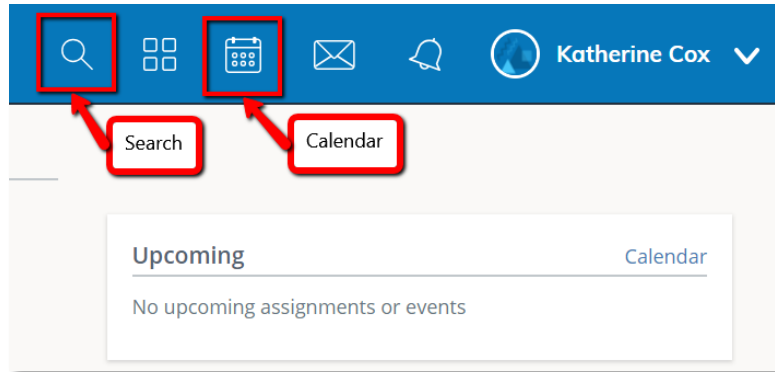 Katherine Cox
Search
Calendar
Upcoming
Calendar
No upcoming assignments or events